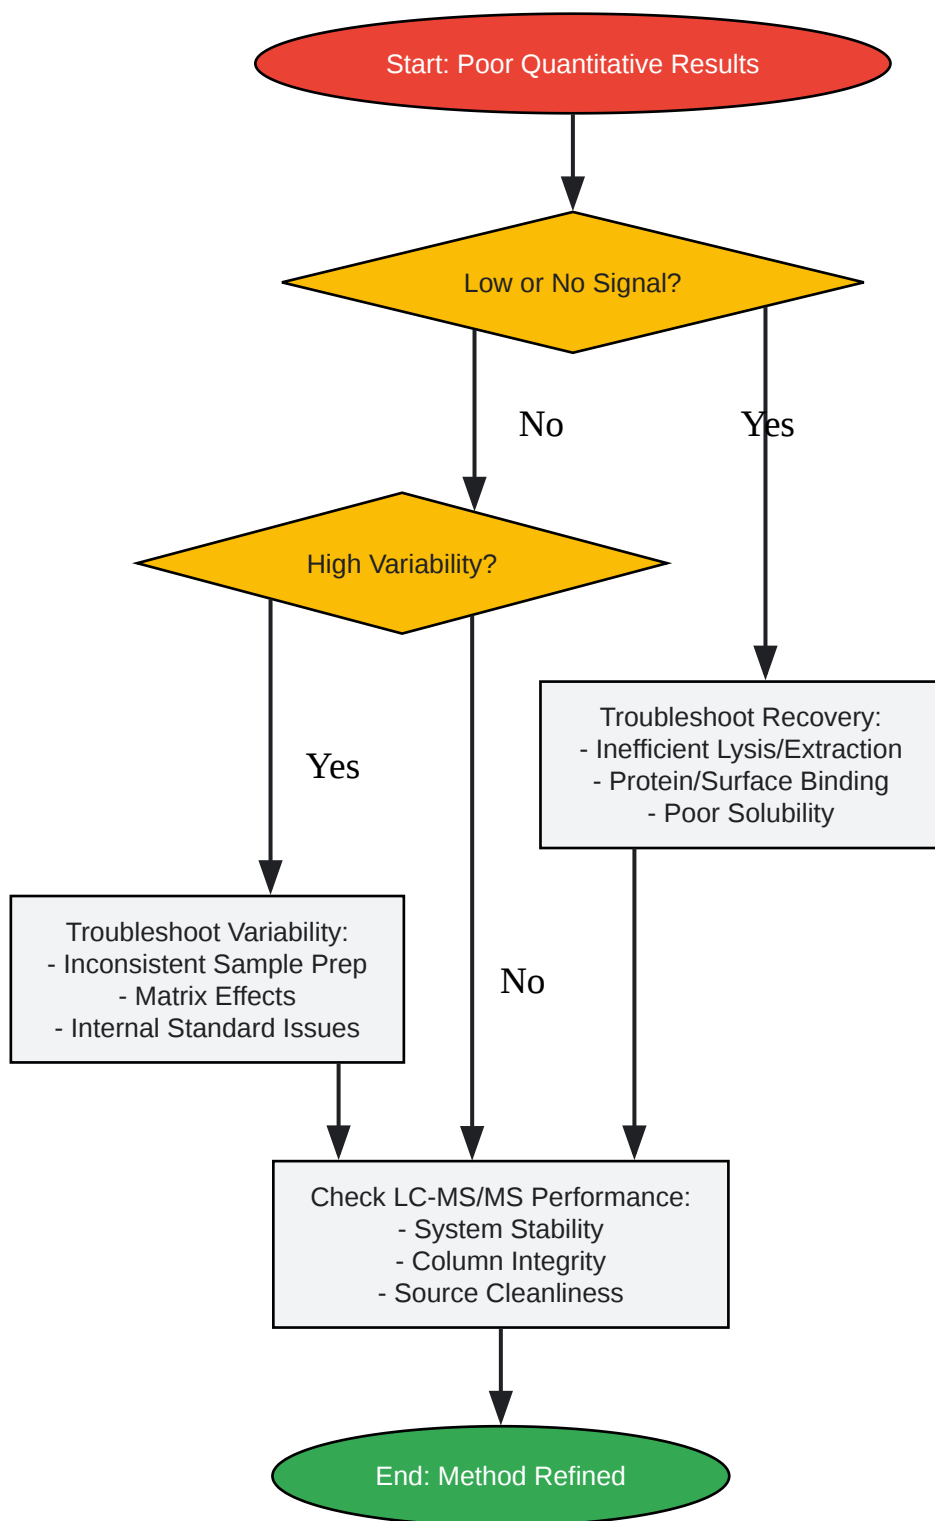 Start: Poor Quantitative Results
Low or No Signal?
No
Yes
High Variability?
Yes
Troubleshoot Recovery:
- Inefficient Lysis/Extraction
- Protein/Surface Binding
- Poor Solubility
Troubleshoot Variability:
- Inconsistent Sample Prep
- Matrix Effects
- Internal Standard Issues
No
Check LC-MS/MS Performance:
- System Stability
- Column Integrity
- Source Cleanliness
End: Method Refined